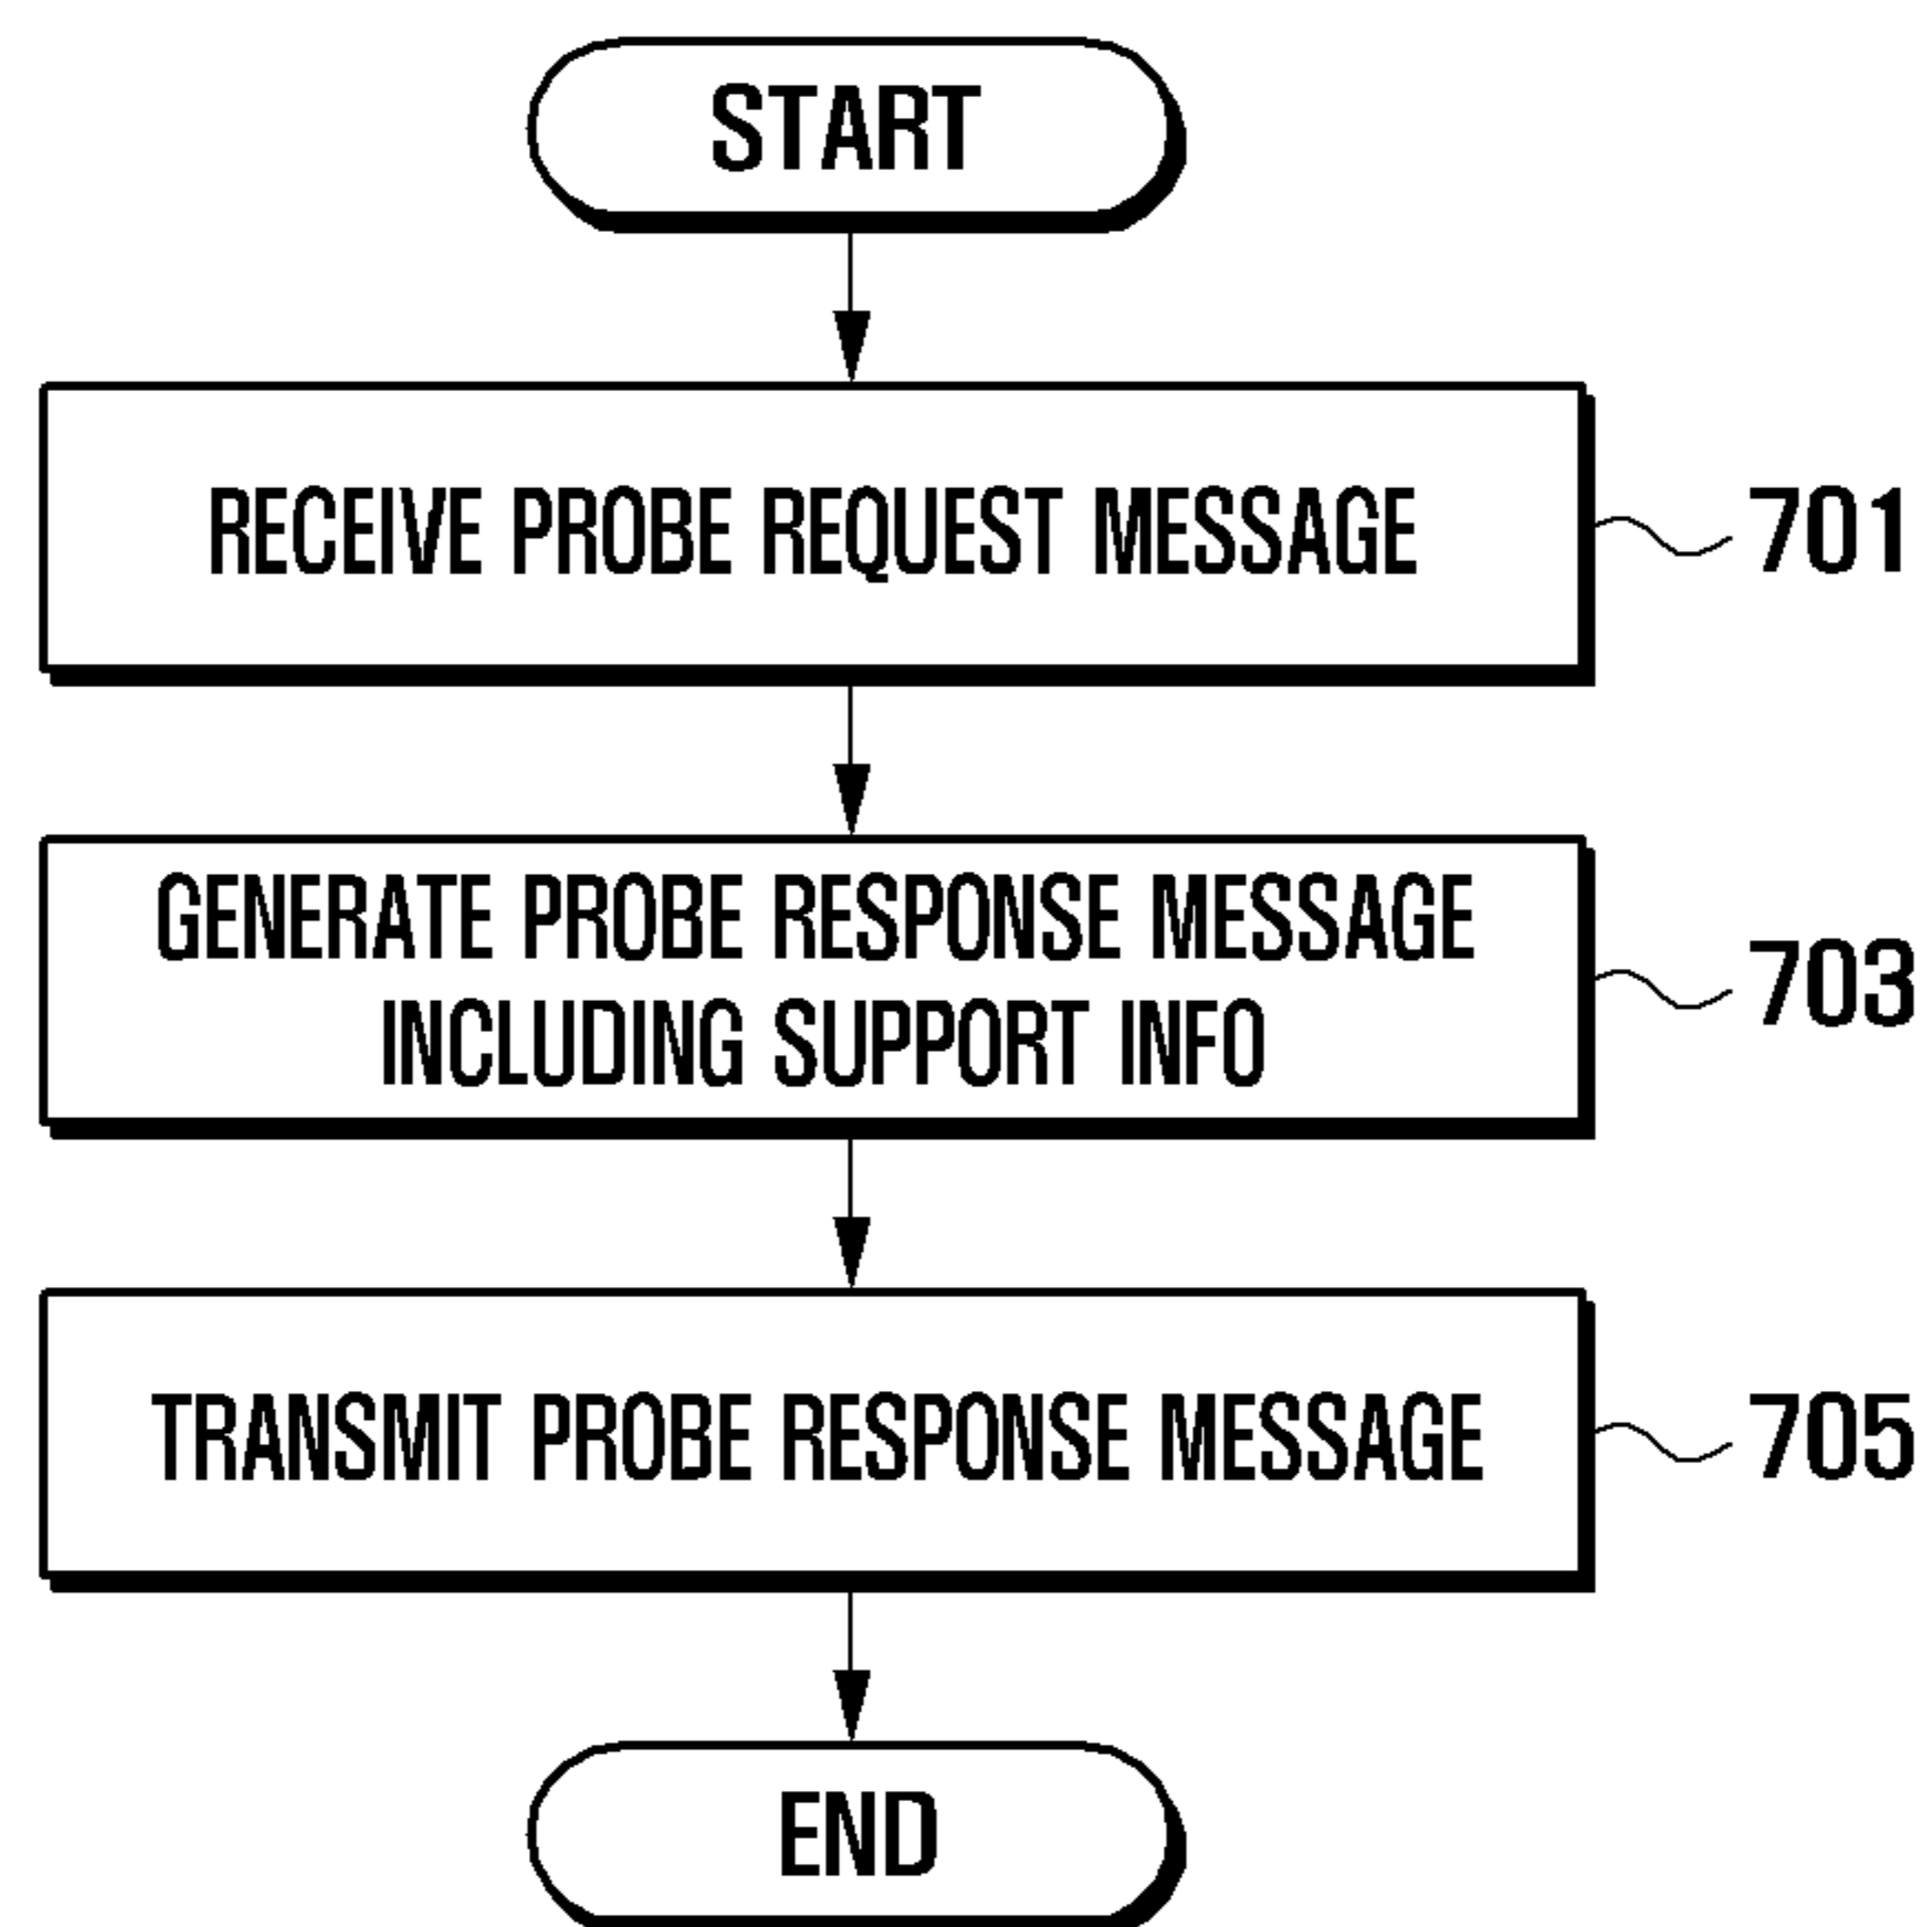 START
RECEIVE PROBE REQUEST MESSAGE
701
GENERATE PROBE RESPONSE MESSAGE
INCLUDING SUPPORT INFO
703
TRANSMIT PROBE RESPONSE MESSAGE
705
END